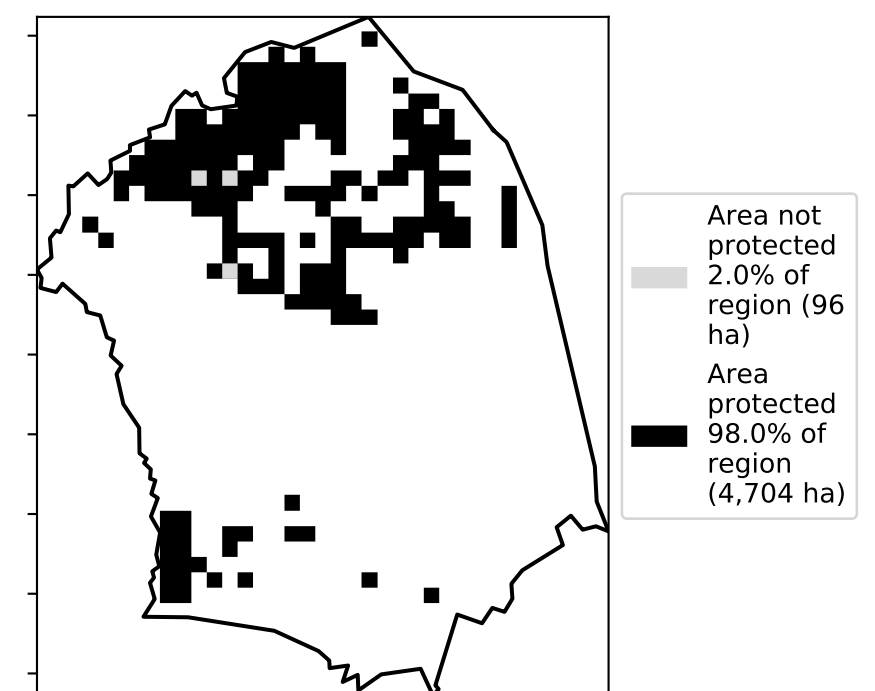 Area not
protected
2.0% of
region (96
ha)
Area
protected
98.0% of
region
(4,704 ha)